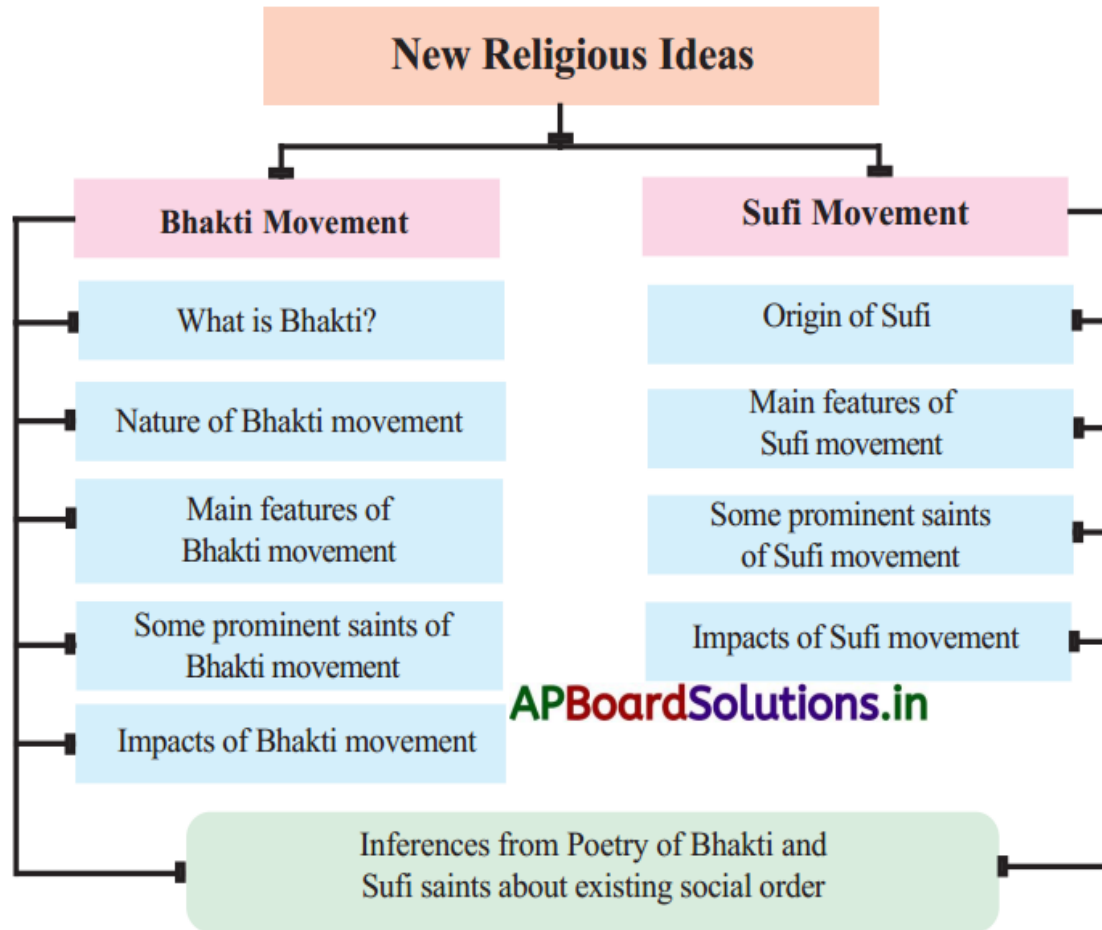 New Religious Ideas
Bhakti Movement
What is Bhakti?
Nature of Bhakti movement
Main features of
Bhakti movement
Some prominent saints of
Bhakti movement
Impacts of Bhakti movement
Sufi Movement
Origin of Sufi
Main features of
Sufi movement
Some prominent saints
of Sufi movement
Impacts of Sufi movement
APBoardSolutions.in
Inferences from Poetry of Bhakti and
Sufi saints about existing social order